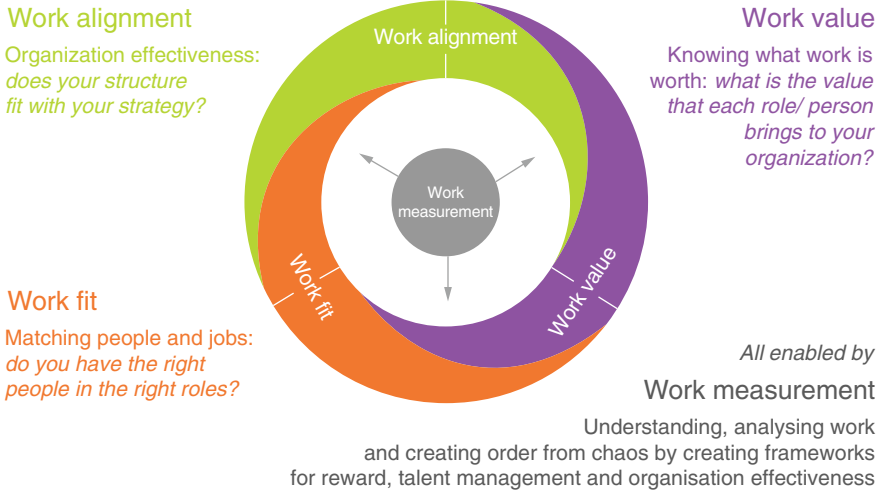 Work alignment
Organization effectiveness:
does your structure
fit with your strategy?
Work value
Knowing what work is
worth: what is the value
that each role/ person
brings to your
organization?
Work alignment
Work
measurement
Work fit
Work value
Work fit
Matching people and jobs:
do you have the right
people in the right roles?
All enabled by
Work measurement
Understanding, analysing work
and creating order from chaos by creating frameworks
for reward, talent management and organisation effectiveness